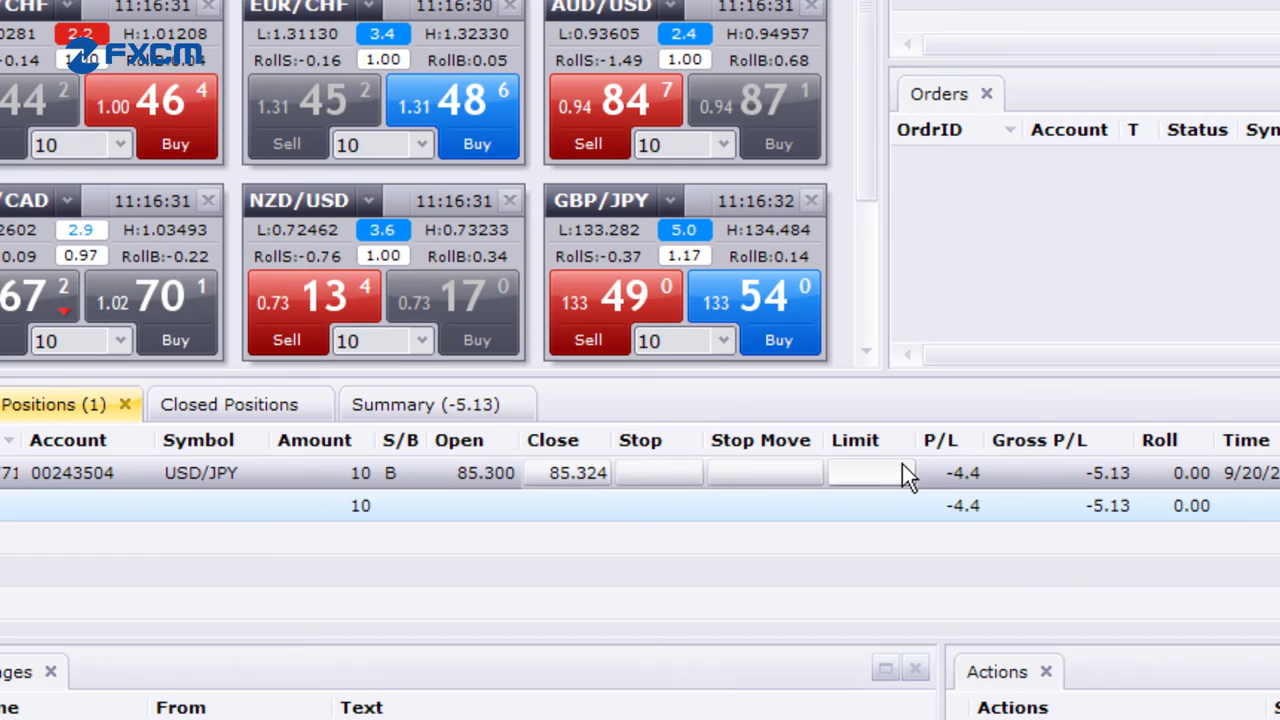 /CHF 11:16:31 EUR/CHF 11:16:30 AUD/USD 11:16:31
0281 2.2 H:1.01208 L:1.31130 3.4 H:1.32330 L:0.93605 2.4 H:0.94957
FXCM
-0.14 1.00 RollB:0.04 RollS:-0.16 1.00 RollB:0.05 RollS:-1.49 1.00 RollB:0.68
44 2 1.00 46 4 1.31 45 2 1.31 48 6 0.94 84 7 0.94 87 1
10 Buy Sell 10 Buy Sell 10 Buy
/CAD 11:16:31 NZD/USD 11:16:31 GBP/JPY 11:16:32
2602 2.9 H:1.03493 L:0.72462 3.6 H:0.73233 L:133.282 5.0 H:134.484
0.09 0.97 RollB:-0.22 RollS:-0.76 1.00 RollB:0.34 RollS:-0.37 1.17 RollB:0.14
67 2 1.02 70 1 0.73 13 4 0.73 17 0 133 49 0 133 54 0
10 Buy Sell 10 Buy Sell 10 Buy
Orders
OrdrID Account T Status Sym
Positions (1) Closed Positions Summary (-5.13)
Account Symbol Amount S/B Open Close Stop Stop Move Limit P/L Gross P/L Roll Time
71 00243504 USD/JPY 10 B 85.300 85.324 -4.4 -5.13 0.00 9/20/2
10 -4.4 -5.13 0.00
ages Actions
me From Text Actions S